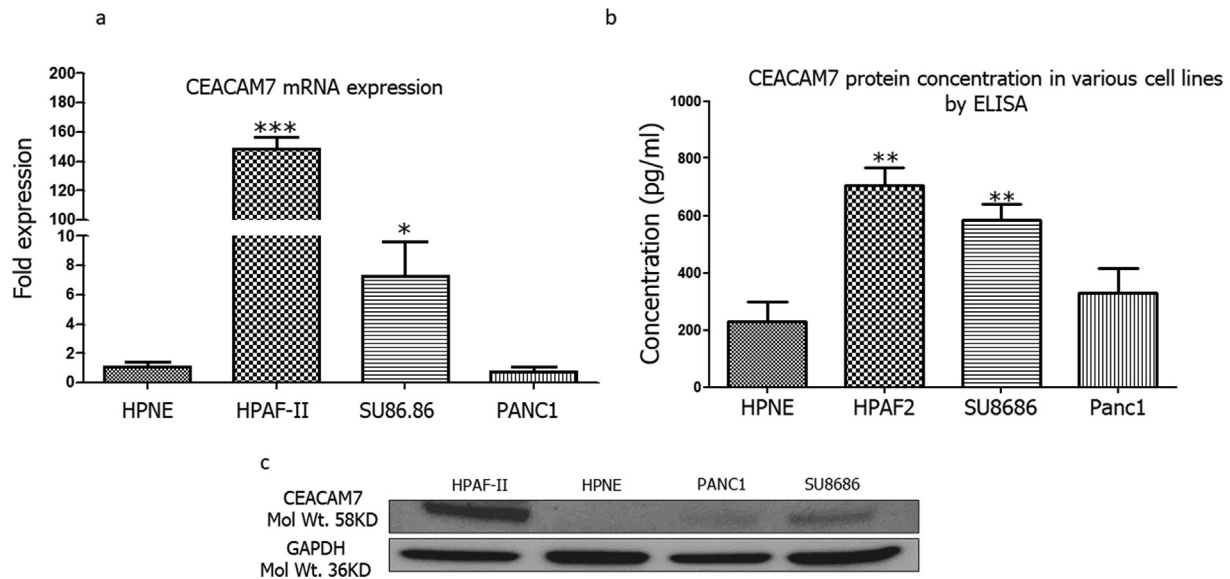 a
CEACAM7 mRNA expression
Fold expression
200
180
160
140
120
100
10
8
6
4
2
0
***
*
HPNE
HPAF-II
SU86.86
PANC1
b
CEACAM7 protein concentration in various cell lines
by ELISA
Concentration (pg/ml)
1000
800
600
400
200
0
**
**
HPNE
HPAF2
SU8686
Panc1
c
HPAF-II
HPNE
PANC1
SU8686
CEACAM7
Mol Wt. 58KD
GAPDH
Mol Wt. 36KD